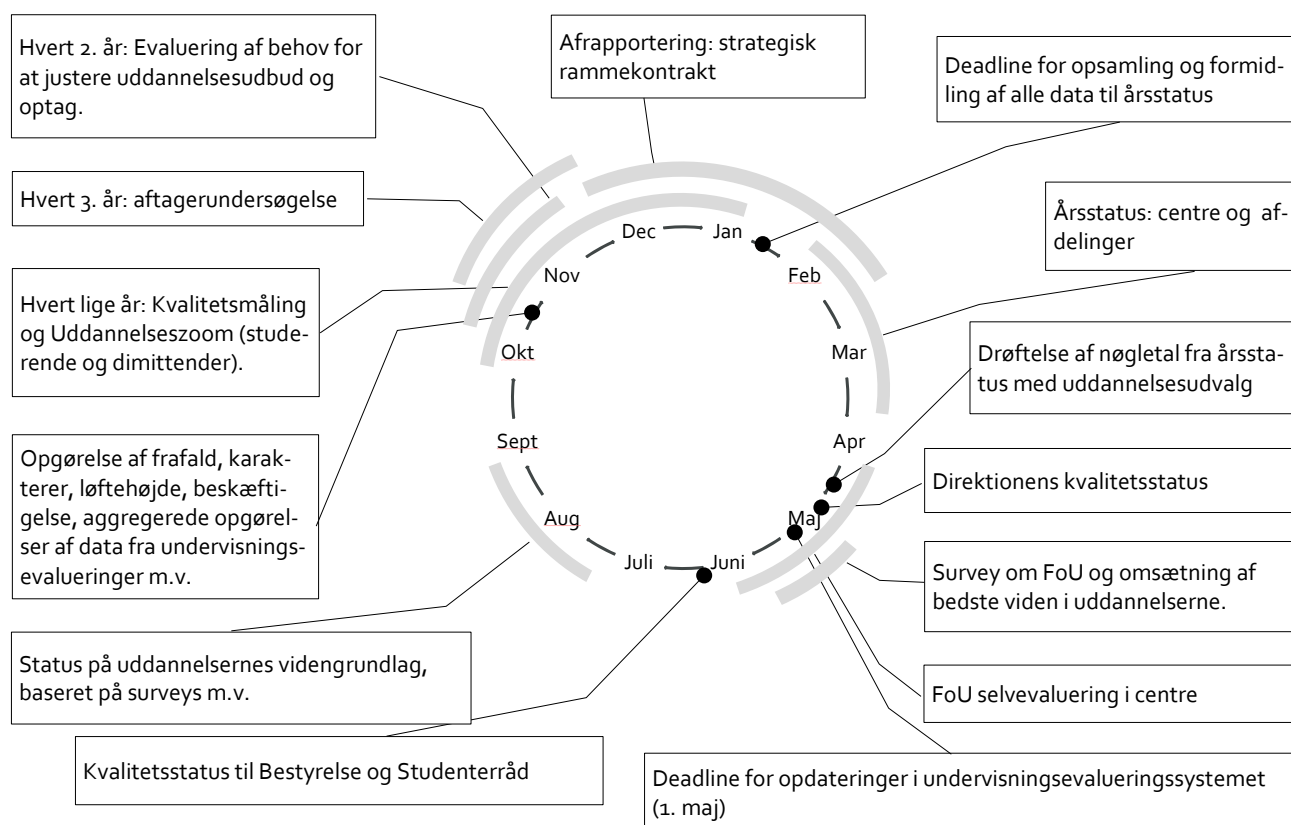 Hvert 2. år: Evaluering af behov for
at justere uddannelsesudbud og
optag.
Afrapportering: strategisk
rammekontrakt
Deadline for opsamling og formid-
ling af alle data til årsstatus
Hvert 3. år: aftagerundersøgelse
Årsstatus: centre og af-
delinger
Hvert lige år: Kvalitetsmåling
og Uddannelseszoom (stude-
rende og dimittender).
Drøftelse af nøgletal fra årssta-
tus med uddannelsesudvalg
Opgørelse af frafald, karak-
terer, løftehøjde, beskæfti-
gelse, aggregerede opgørel-
ser af data fra undervisnings-
evalueringer m.v.
Direktionens kvalitetsstatus
Survey om FoU og omsætning af
bedste viden i uddannelserne.
Status på uddannelsernes videngrundlag,
baseret på surveys m.v.
FoU selvevaluering i centre
Kvalitetsstatus til Bestyrelse og Studenterråd
Deadline for opdateringer i undervisningsevalueringssystemet
(1. maj)
Jan
Feb
Mar
Apr
Maj
Juni
Juli
Aug
Sept
Okt
Nov
Dec